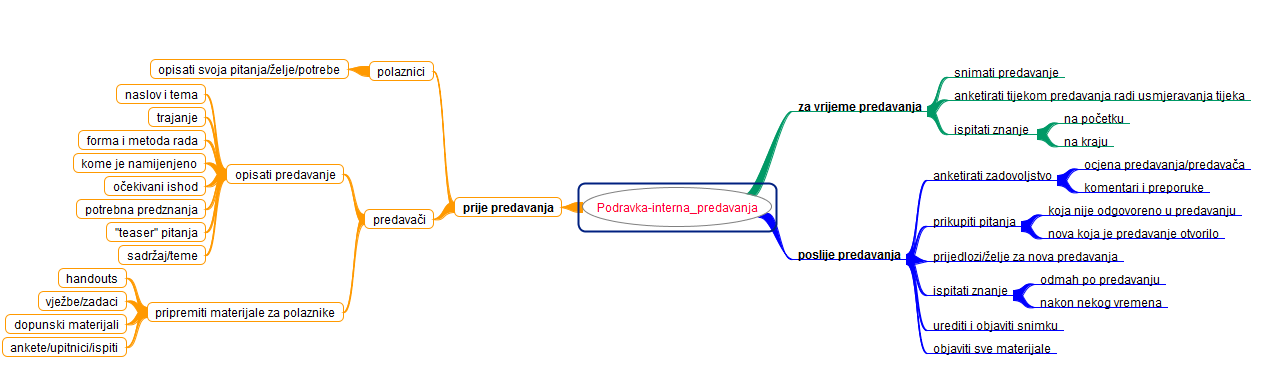 Podravka-interna_predavanja
prije predavanja
polaznici
opisati svoja pitanja/želje/potrebe
predavači
opisati predavanje
naslov i tema
trajanje
forma i metoda rada
kome je namijenjeno
očekivani ishod
potrebna predznanja
"teaser" pitanja
sadržaj/teme
pripremiti materijale za polaznike
handouts
vježbe/zadaci
dopunski materijali
ankete/upitnici/ispiti
za vrijeme predavanja
snimati predavanje
anketirati tijekom predavanja radi usmjeravanja tijeka
ispitati znanje
na početku
na kraju
poslije predavanja
anketirati zadovoljstvo
ocjena predavanja/predavača
komentari i preporuke
prikupiti pitanja
koja nije odgovoreno u predavanju
nova koja je predavanje otvorilo
prijedlozi/želje za nova predavanja
ispitati znanje
odmah po predavanju
nakon nekog vremena
urediti i objaviti snimku
objaviti sve materijale